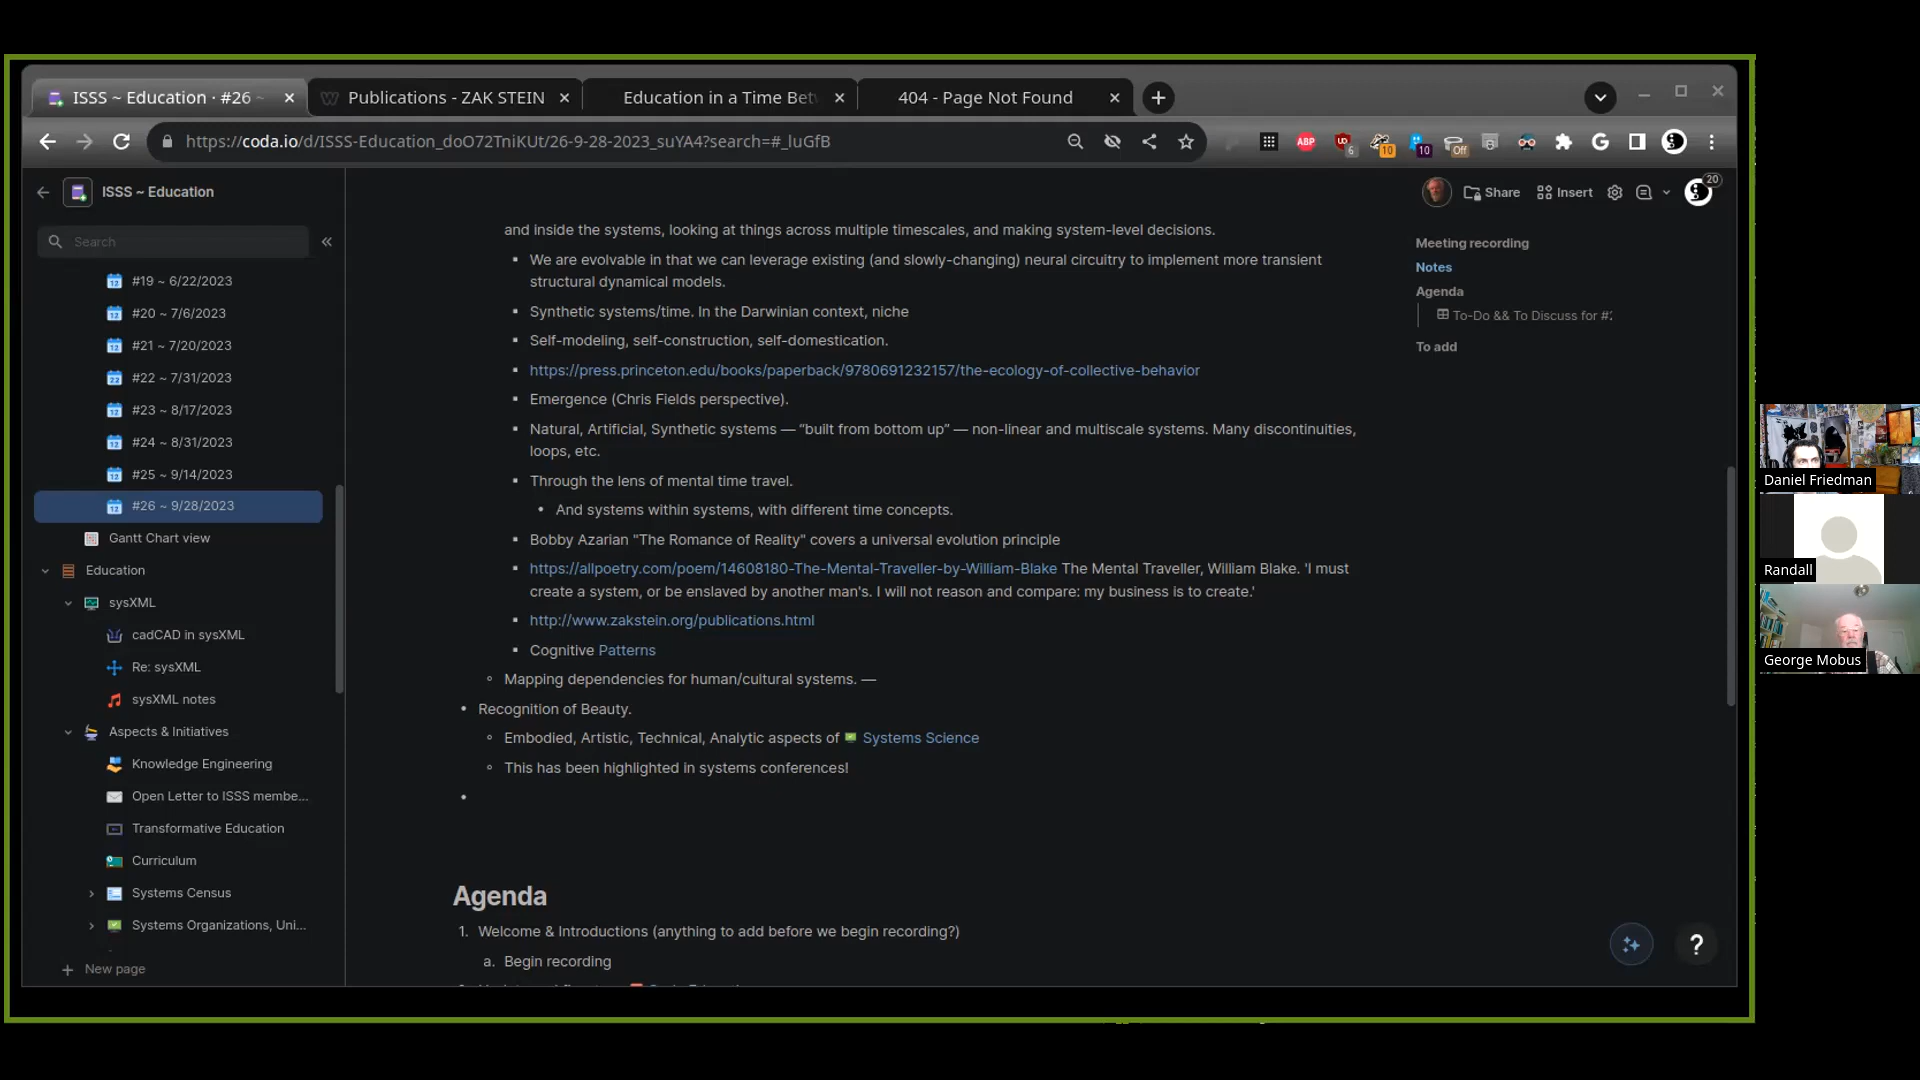 ISSS ~ Education · #26 ~
Publications - ZAK STEIN
Education in a Time Bet
404 - Page Not Found
https://coda.io/d/ISSS-Education_doO72TniKUt/26-9-28-2023_suYA4?search=#_luGfB
ABP
6
10
10
Off
G
ISSS ~ Education
Share
Insert
20
Search
#19 ~ 6/22/2023
#20 ~ 7/6/2023
#21 ~ 7/20/2023
#22 ~ 7/31/2023
#23 ~ 8/17/2023
#24 ~ 8/31/2023
#25 ~ 9/14/2023
#26 ~ 9/28/2023
Gantt Chart view
Education
sysXML
cadCAD in sysXML
Re: sysXML
sysXML notes
Aspects & Initiatives
Knowledge Engineering
Open Letter to ISSS membe...
Transformative Education
Curriculum
Systems Census
Systems Organizations, Uni...
New page
and inside the systems, looking at things across multiple timescales, and making system-level decisions.
We are evolvable in that we can leverage existing (and slowly-changing) neural circuitry to implement more transient
structural dynamical models.
Synthetic systems/time. In the Darwinian context, niche
Self-modeling, self-construction, self-domestication.
https://press.princeton.edu/books/paperback/9780691232157/the-ecology-of-collective-behavior
Emergence (Chris Fields perspective).
Natural, Artificial, Synthetic systems — “built from bottom up” — non-linear and multiscale systems. Many discontinuities,
loops, etc.
Through the lens of mental time travel.
And systems within systems, with different time concepts.
Bobby Azarian "The Romance of Reality" covers a universal evolution principle
https://allpoetry.com/poem/14608180-The-Mental-Traveller-by-William-Blake The Mental Traveller, William Blake. 'I must
create a system, or be enslaved by another man's. I will not reason and compare: my business is to create.'
http://www.zakstein.org/publications.html
Cognitive Patterns
Mapping dependencies for human/cultural systems. —
Recognition of Beauty.
Embodied, Artistic, Technical, Analytic aspects of Systems Science
This has been highlighted in systems conferences!
Agenda
1. Welcome & Introductions (anything to add before we begin recording?)
a. Begin recording
Meeting recording
Notes
Agenda
To-Do && To Discuss for #2
To add
?
Daniel Friedman
Randall
George Mobus